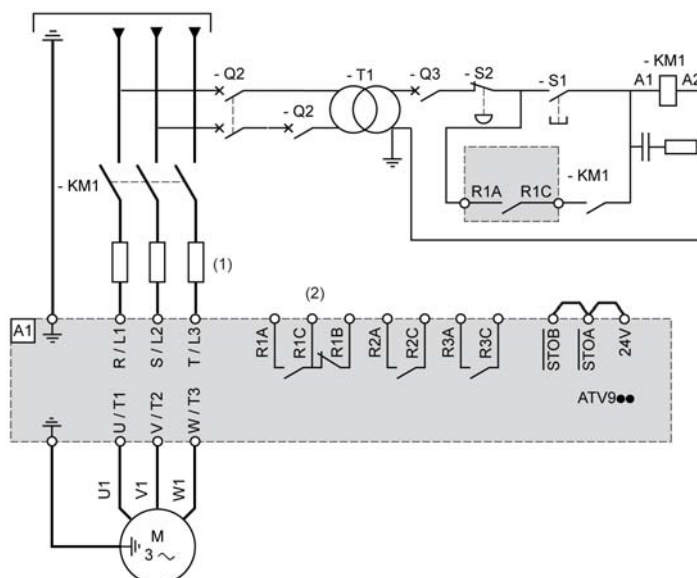 - Q2
- T1
- Q3
- S2
- S1
- KM1
A1
A2
- Q2
- KM1
R1A
R1C
- KM1
(1)
(2)
A1
R / L1
S / L2
T / L3
R1A
R1C
R1B
R2A
R2C
R3A
R3C
STOB
STOA
24V
ATV9●●
U / T1
V / T2
W / T3
U1
V1
W1
M
3 ~